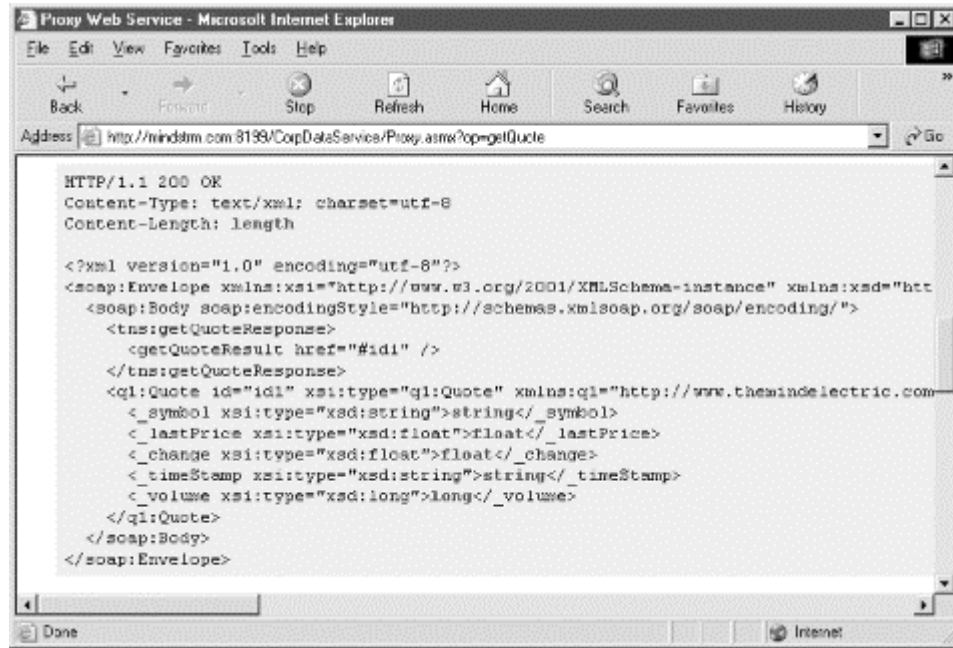 Proxy Web Service - Microsoft Internet Explorer
File Edit View Favorites Tools Help
Back Forward Stop Refresh Home Search Favorites History »
Address http://mindstrm.com:8199/CorpDataService/Proxy.asmx?op=getQuote Go
HTTP/1.1 200 OK
Content-Type: text/xml; charset=utf-8
Content-Length: length
<?xml version="1.0" encoding="utf-8"?>
<soap:Envelope xmlns:xsi="http://www.w3.org/2001/XMLSchema-instance" xmlns:xsd="htt
<soap:Body soap:encodingStyle="http://schemas.xmlsoap.org/soap/encoding/">
<tns:getQuoteResponse>
<getQuoteResult href="#id1" />
</tns:getQuoteResponse>
<q1:Quote id="id1" xsi:type="q1:Quote" xmlns:q1="http://www.themindelectric.com
<_symbol xsi:type="xsd:string">string</_symbol>
<_lastPrice xsi:type="xsd:float">float</_lastPrice>
<_change xsi:type="xsd:float">float</_change>
<_timeStamp xsi:type="xsd:string">string</_timeStamp>
<_volume xsi:type="xsd:long">long</_volume>
</q1:Quote>
</soap:Body>
</soap:Envelope>
Done Internet